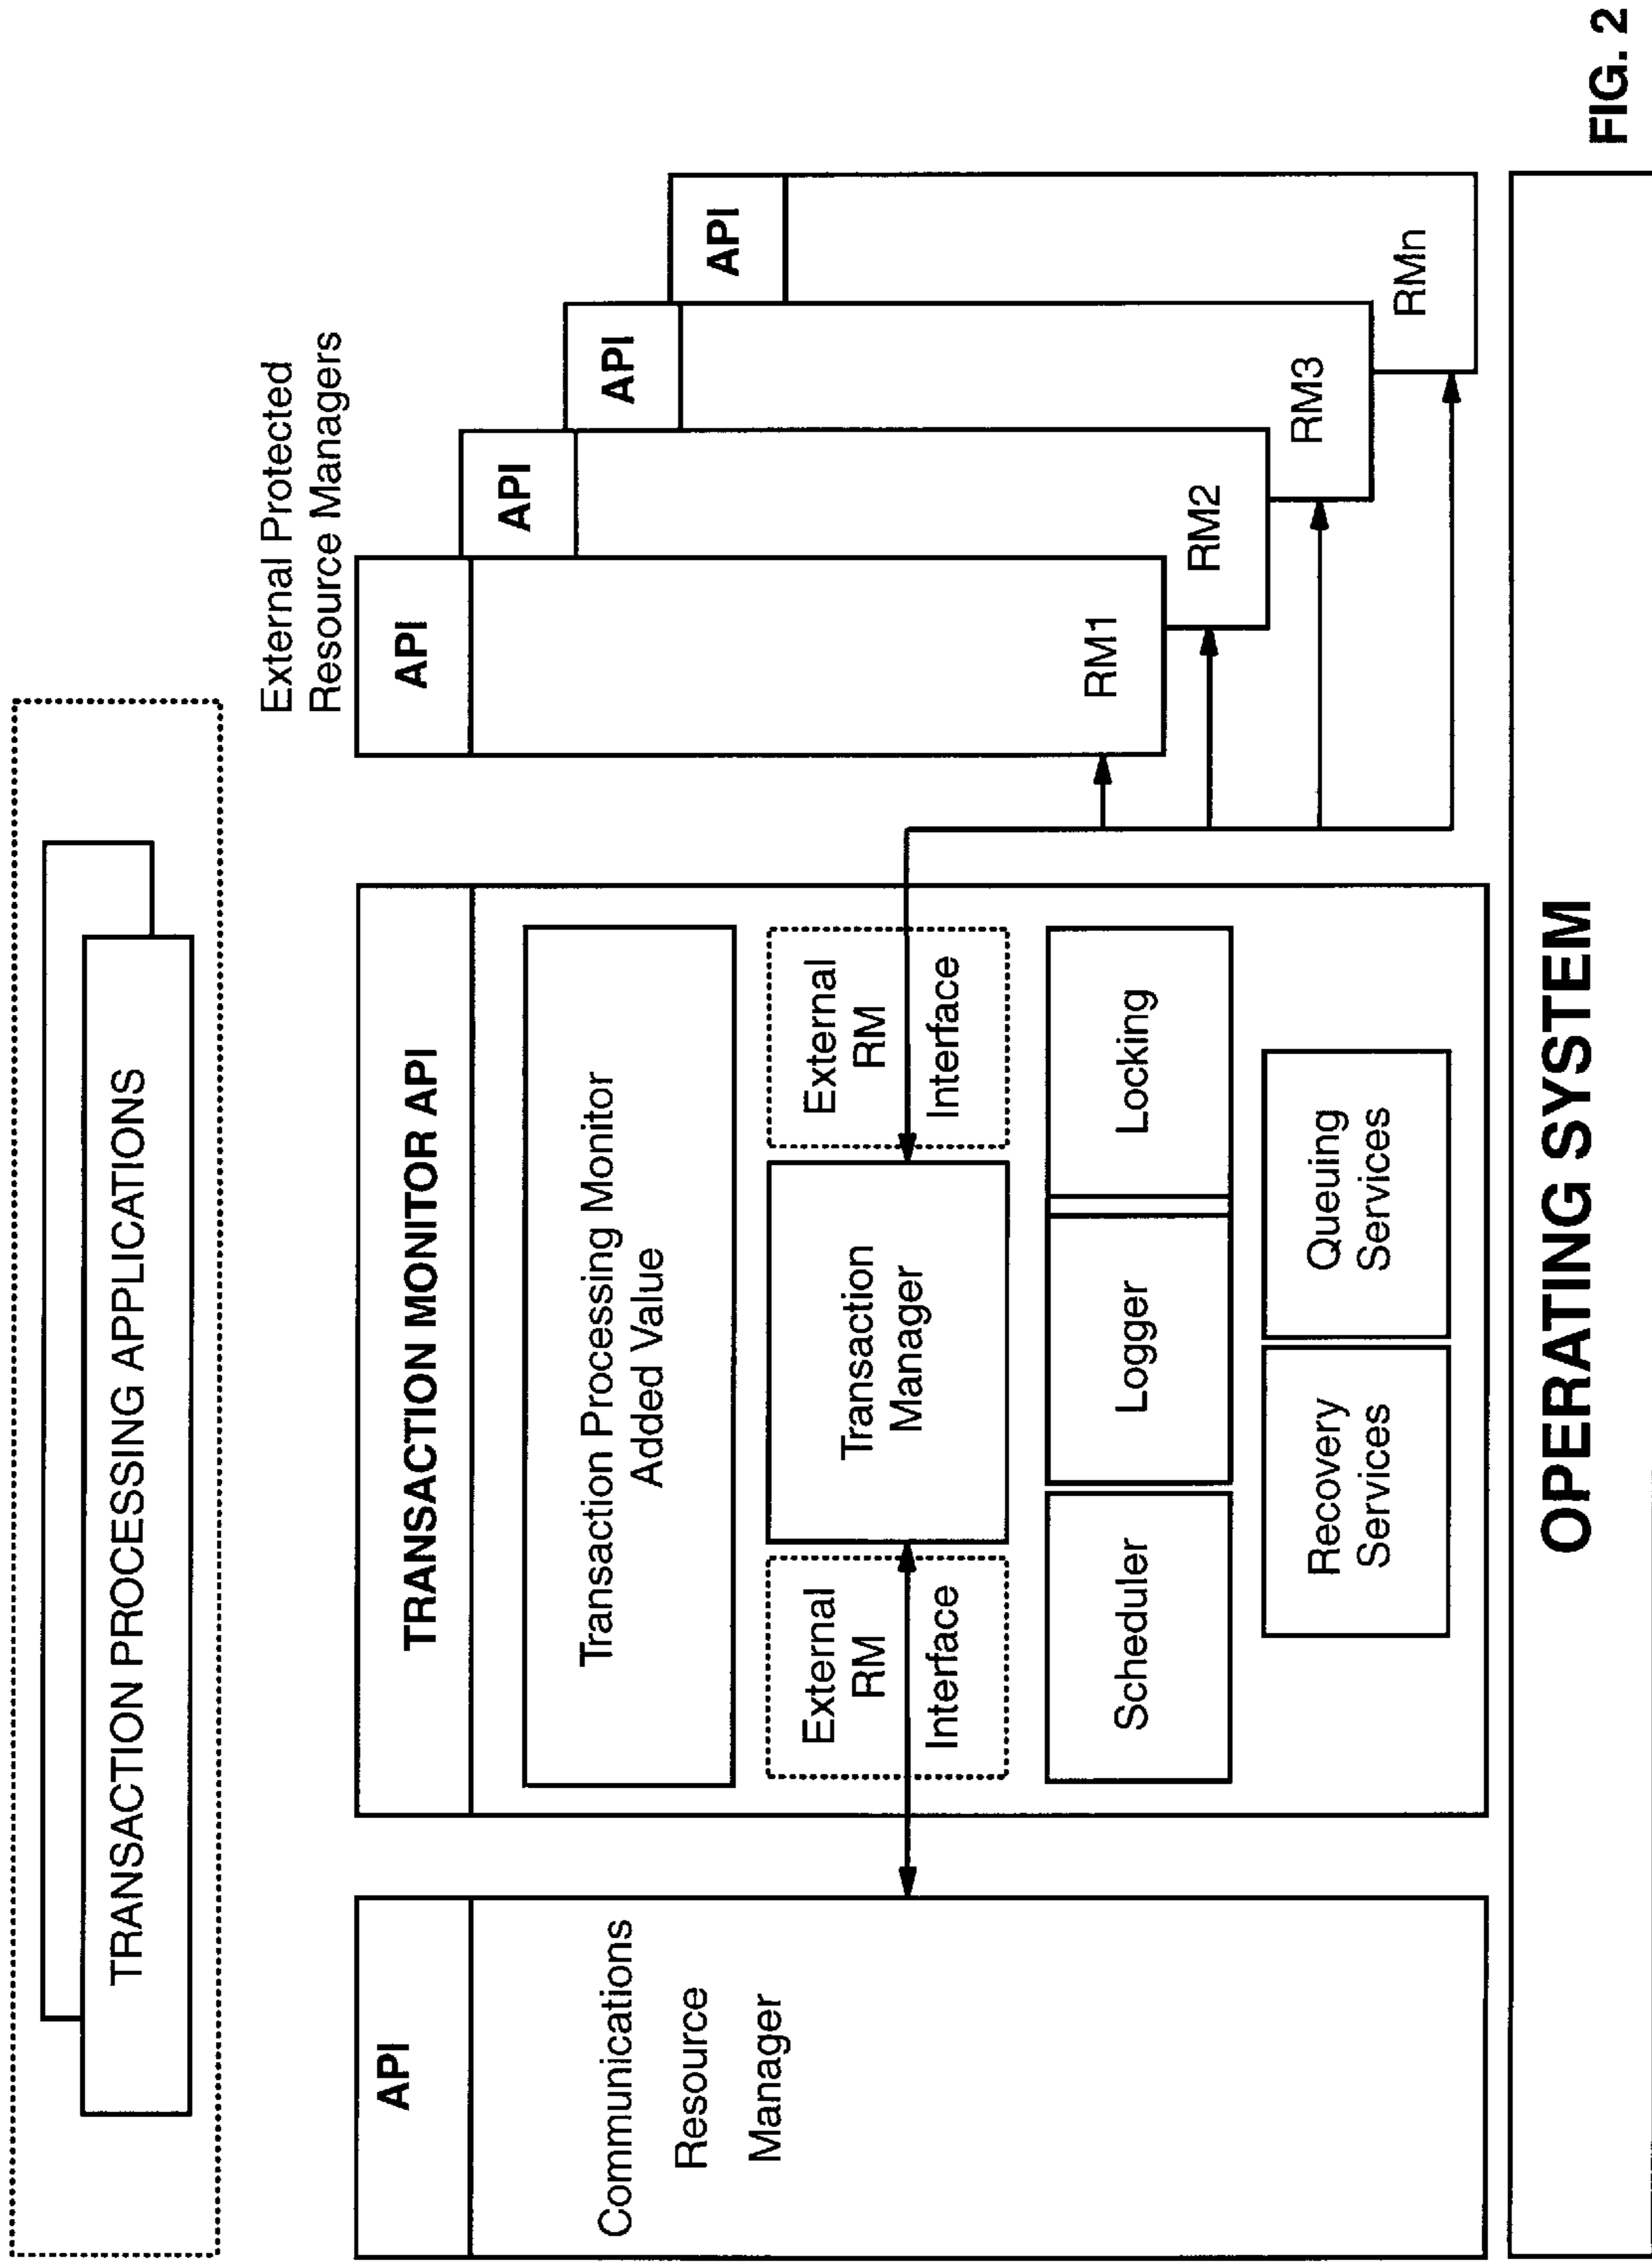 TRANSACTION PROCESSING APPLICATIONS
External Protected
Resource Managers
API
Communications
Resource
Manager
TRANSACTION MONITOR API
Transaction Processing Monitor
Added Value
External
RM
Interface
Transaction
Manager
External
RM
Interface
Scheduler
Logger
Locking
Recovery
Services
Queuing
Services
API
RM1
API
RM2
API
RM3
API
RMn
OPERATING SYSTEM
FIG. 2